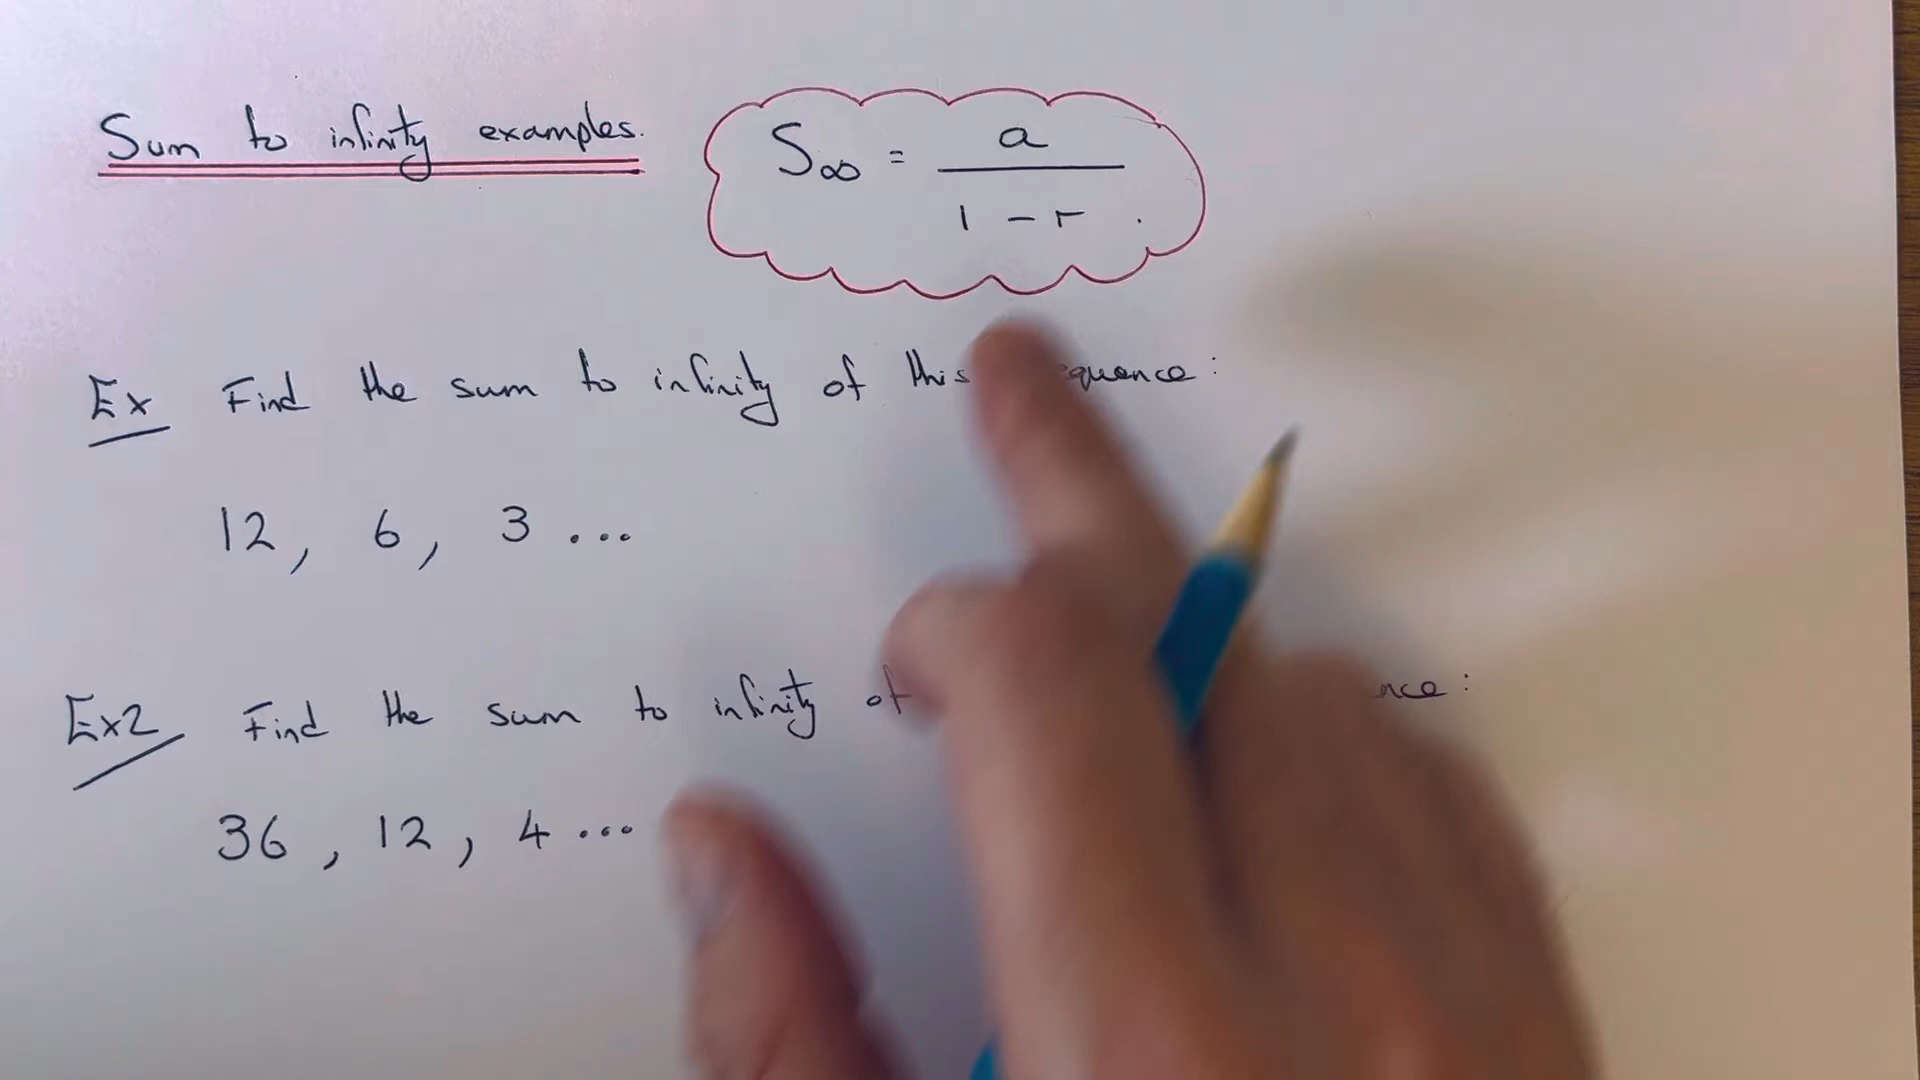 Sum to infinity examples.
S∞ = a
1 - r .
Ex Find the sum to infinity of this :
12, 6, 3 ...
Ex2 Find the sum to infinity of :
36, 12, 4 ...